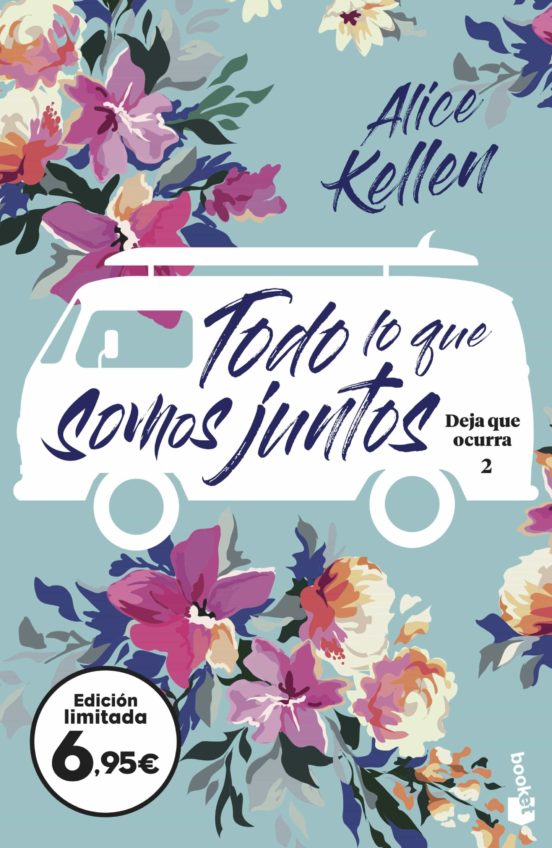 Alice
Kellen
Todo lo que
somos juntos
Deja que
ocurra
2
Edición
limitada
6,95€
booket